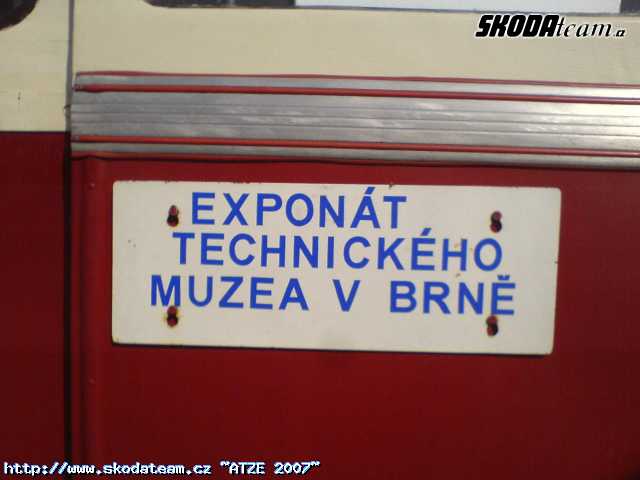 SKODAteam.cz
EXPONÁT
TECHNICKÉHO
MUZEA V BRNĚ
http://www.skodateam.cz "ATZE 2007"